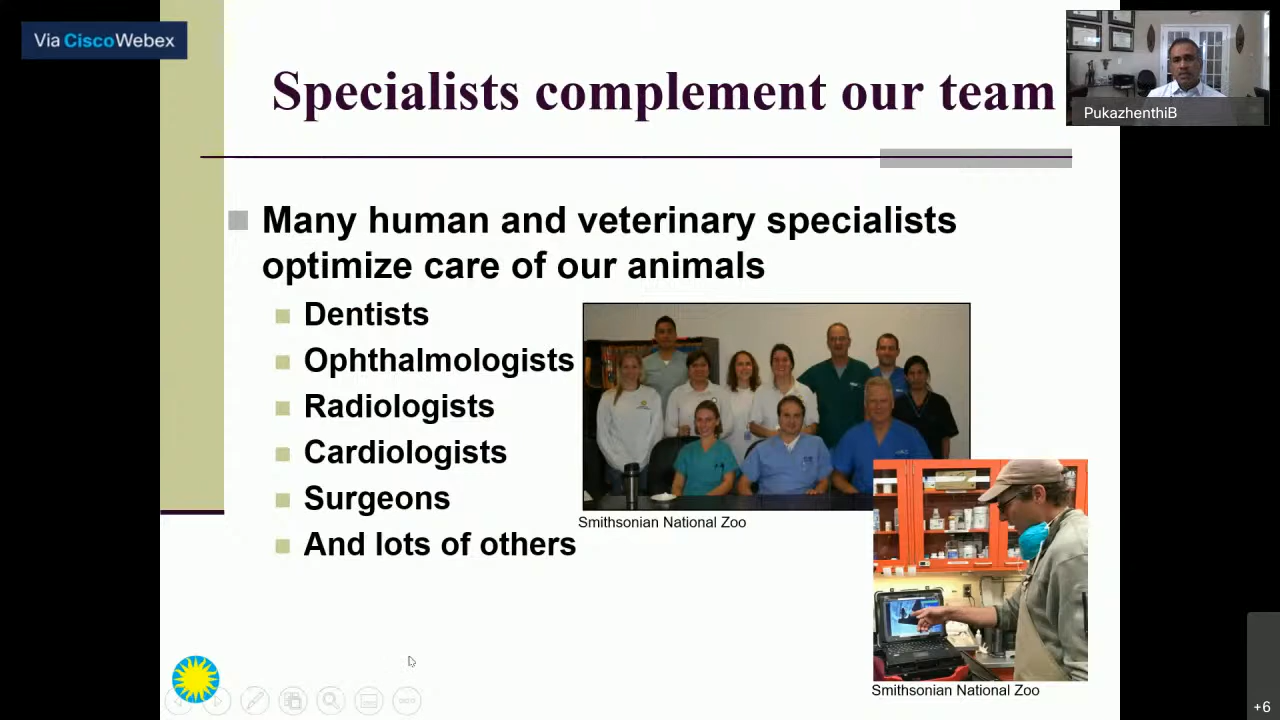 Via CiscoWebex
Specialists complement our team
PukazhenthiB
Many human and veterinary specialists
optimize care of our animals
Dentists
Ophthalmologists
Radiologists
Cardiologists
Surgeons
And lots of others
Smithsonian National Zoo
Smithsonian National Zoo
+6